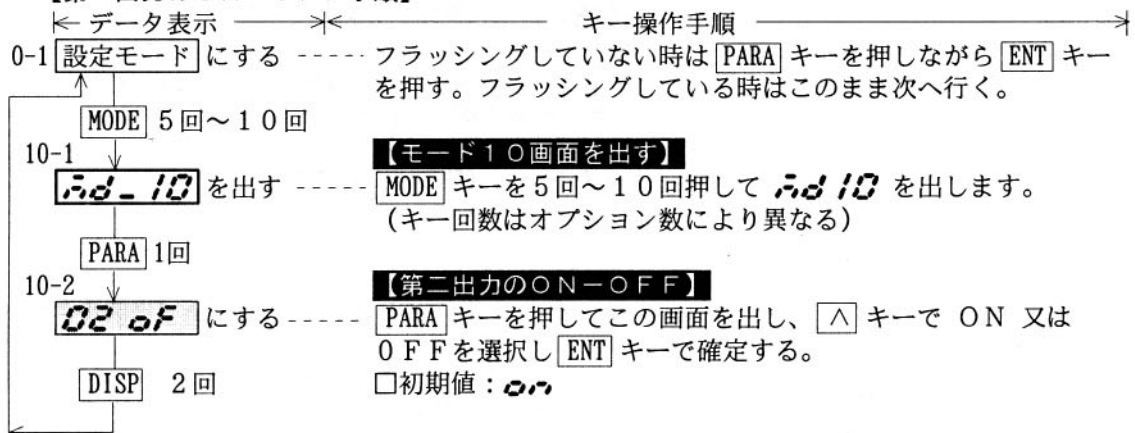 データ表示 キー操作手順
0-1 設定モード にする ----- フラッシングしていない時は PARA キーを押しながら ENT キー
を押す。フラッシングしている時はこのまま次へ行く。
MODE 5回～10回
10-1 【モード10画面を出す】
Ad_10 を出す ----- MODE キーを5回～10回押して Ad10 を出します。
(キー回数はオプション数により異なる)
PARA 1回
10-2 【第二出力のON－OFF】
02 oF にする ----- PARA キーを押してこの画面を出し、 ∧ キーで ON 又は
OFFを選択し ENT キーで確定する。
DISP 2回 □初期値：on